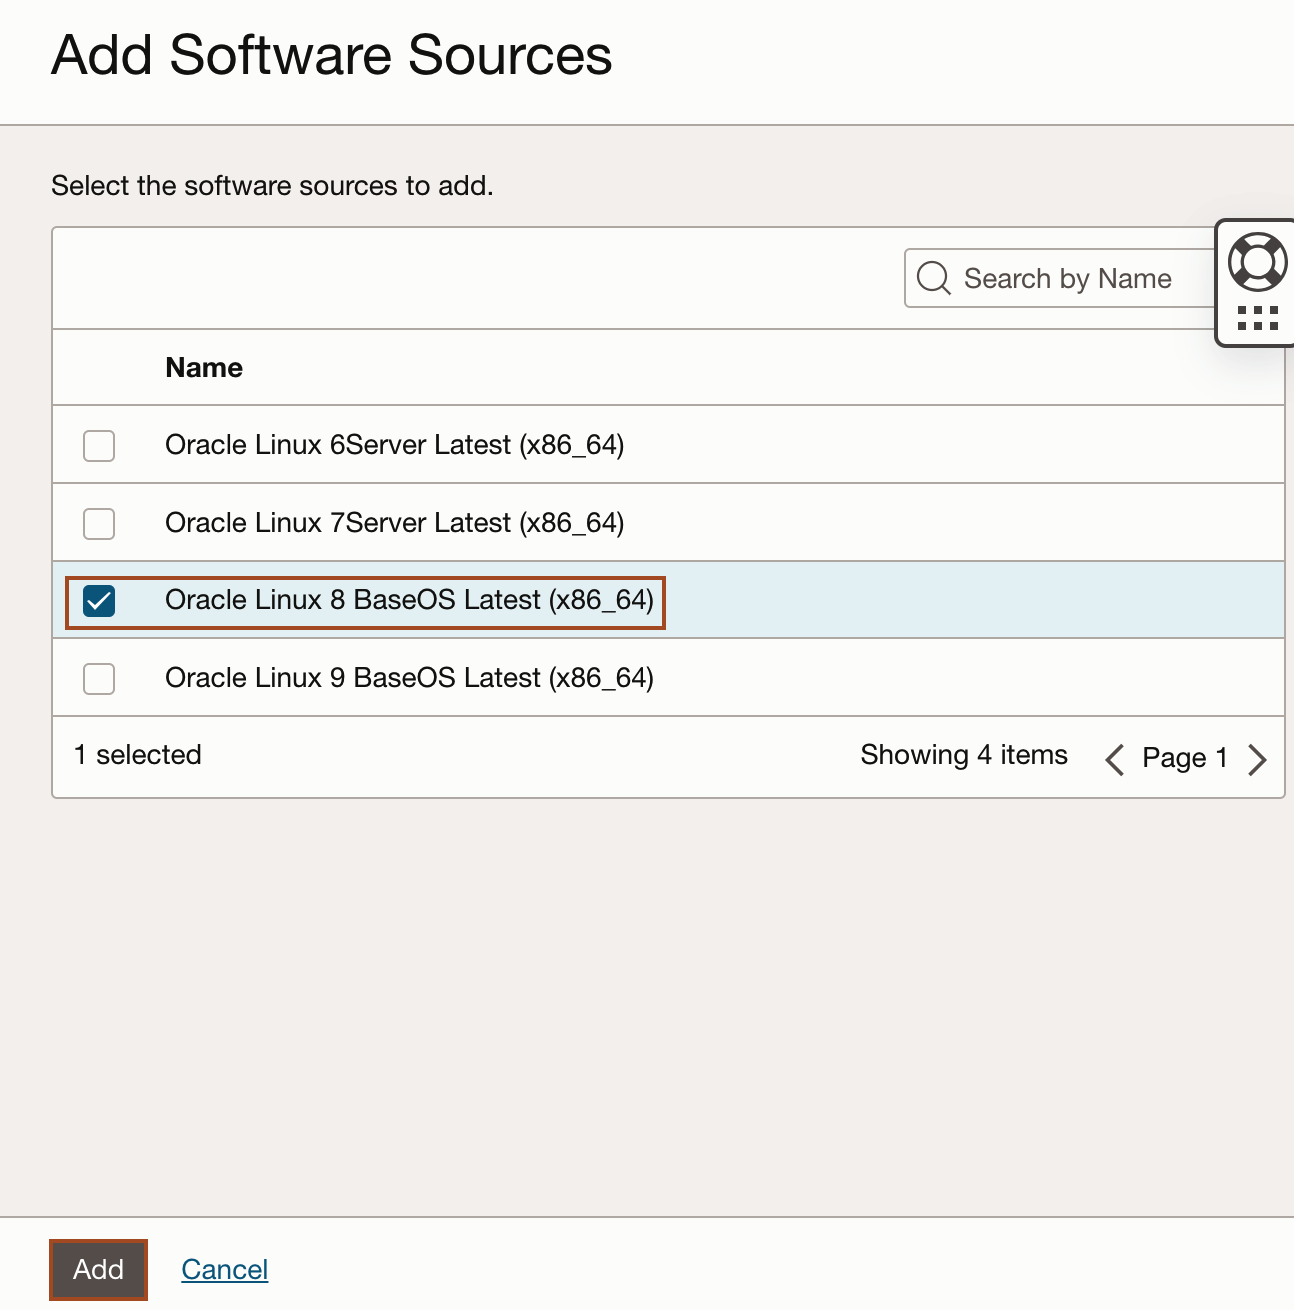 Add Software Sources
Select the software sources to add.
Search by Name
Name
Oracle Linux 6Server Latest (x86_64)
Oracle Linux 7Server Latest (x86_64)
Oracle Linux 8 BaseOS Latest (x86_64)
Oracle Linux 9 BaseOS Latest (x86_64)
1 selected Showing 4 items Page 1
Add Cancel